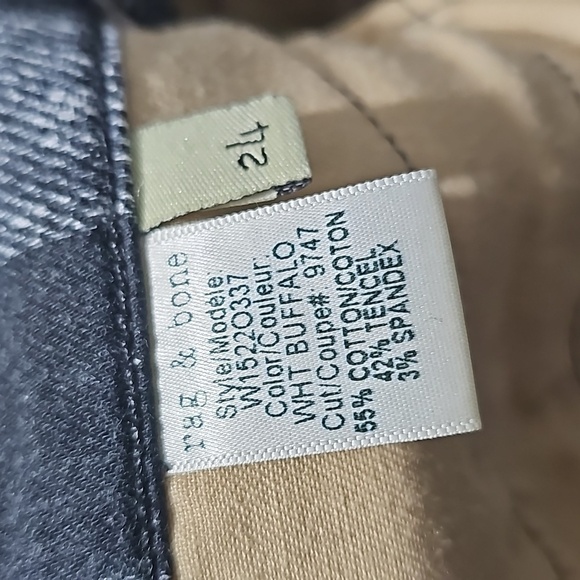 24
rag & bone
Style/Modèle
W1522O337
Color/Couleur
WHT BUFFALO
Cut/Coupe# 9747
55% COTTON/COTON
42% TENCEL
3% SPANDEX